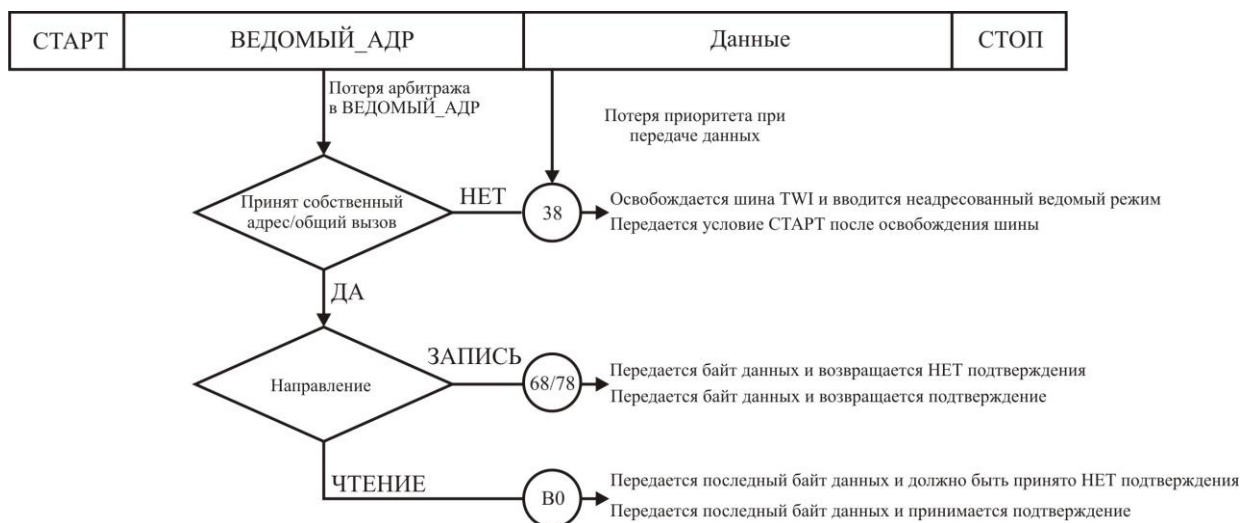 СТАРТ ВЕДОМЫЙ_АДР Данные СТОП
Потеря арбитража
в ВЕДОМЫЙ_АДР
Потеря приоритета при
передаче данных
Принят собственный
адрес/общий вызов
НЕТ
38
Освобождается шина TWI и вводится неадресованный ведомый режим
Передается условие СТАРТ после освобождения шины
ДА
Направление
ЗАПИСЬ
68/78
Передается байт данных и возвращается НЕТ подтверждения
Передается байт данных и возвращается подтверждение
ЧТЕНИЕ
B0
Передается последный байт данных и должно быть принято НЕТ подтверждения
Передается последный байт данных и принимается подтверждение